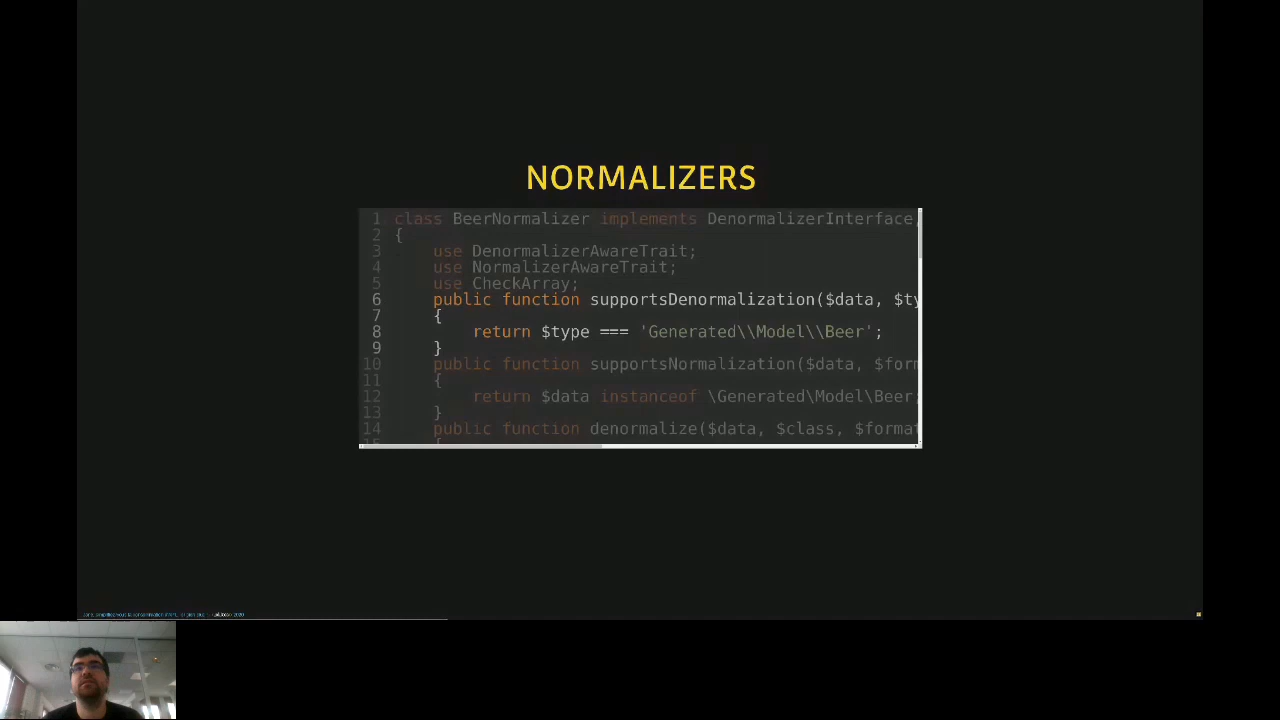 NORMALIZERS
1 class BeerNormalizer implements DenormalizerInterface,
2 {
3 use DenormalizerAwareTrait;
4 use NormalizerAwareTrait;
5 use CheckArray;
6 public function supportsDenormalization($data, $ty
7 {
8 return $type === 'Generated\\Model\\Beer';
9 }
10 public function supportsNormalization($data, $form
11 {
12 return $data instanceof \Generated\Model\Beer;
13 }
14 public function denormalize($data, $class, $format
15 {